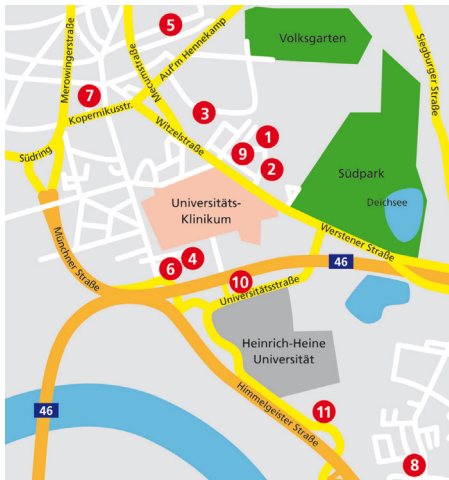 5
Volksgarten
Merowingerstraße
Mecumstraße
Auf'm Hennekamp
Siegburger Straße
7
Kopernikusstr.
3
Witzelstraße
1
9
2
Südring
Südpark
Deichsee
Universitäts-
Klinikum
Werstener Straße
Münchner Straße
4
6
10
46
Universitätsstraße
Heinrich-Heine
Universität
Himmelgeister Straße
46
11
8